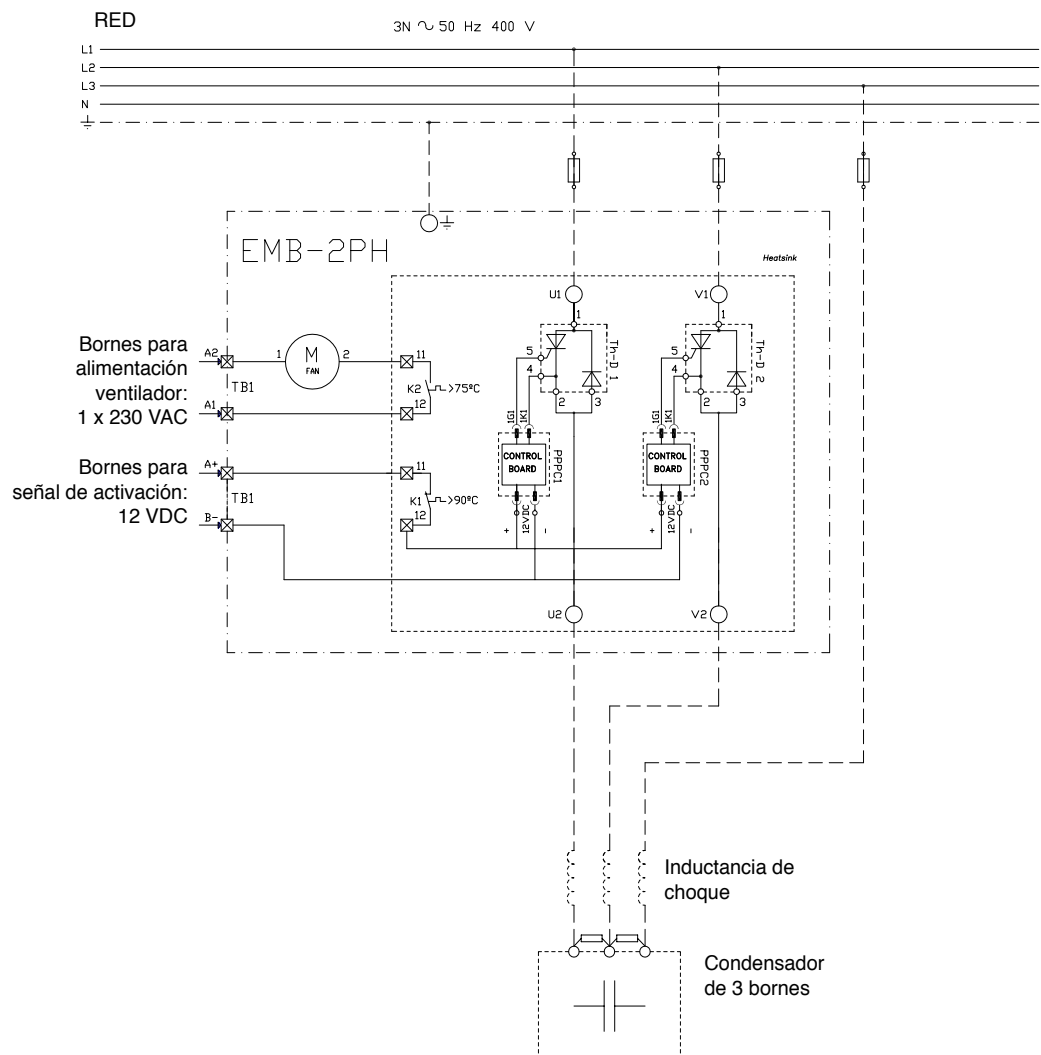 RED
3N ∿ 50 Hz 400 V
L1
L2
L3
N
EMB-2PH
Heatsink
U1
V1
1
1
Th-D 1
Th-D 2
5
4
2
3
5
4
2
3
Bornes para
alimentación
ventilador:
1 x 230 VAC
A2
TB1
A1
1
M
FAN
2
11
K2
>75ºC
12
1G1
1K1
1G1
1K1
CONTROL
BOARD
PPPC1
CONTROL
BOARD
PPPC2
Bornes para
señal de activación:
12 VDC
A+
TB1
B-
11
K1
>90ºC
12
+
12VDC
-
+
12VDC
-
U2
V2
Inductancia de
choque
Condensador
de 3 bornes